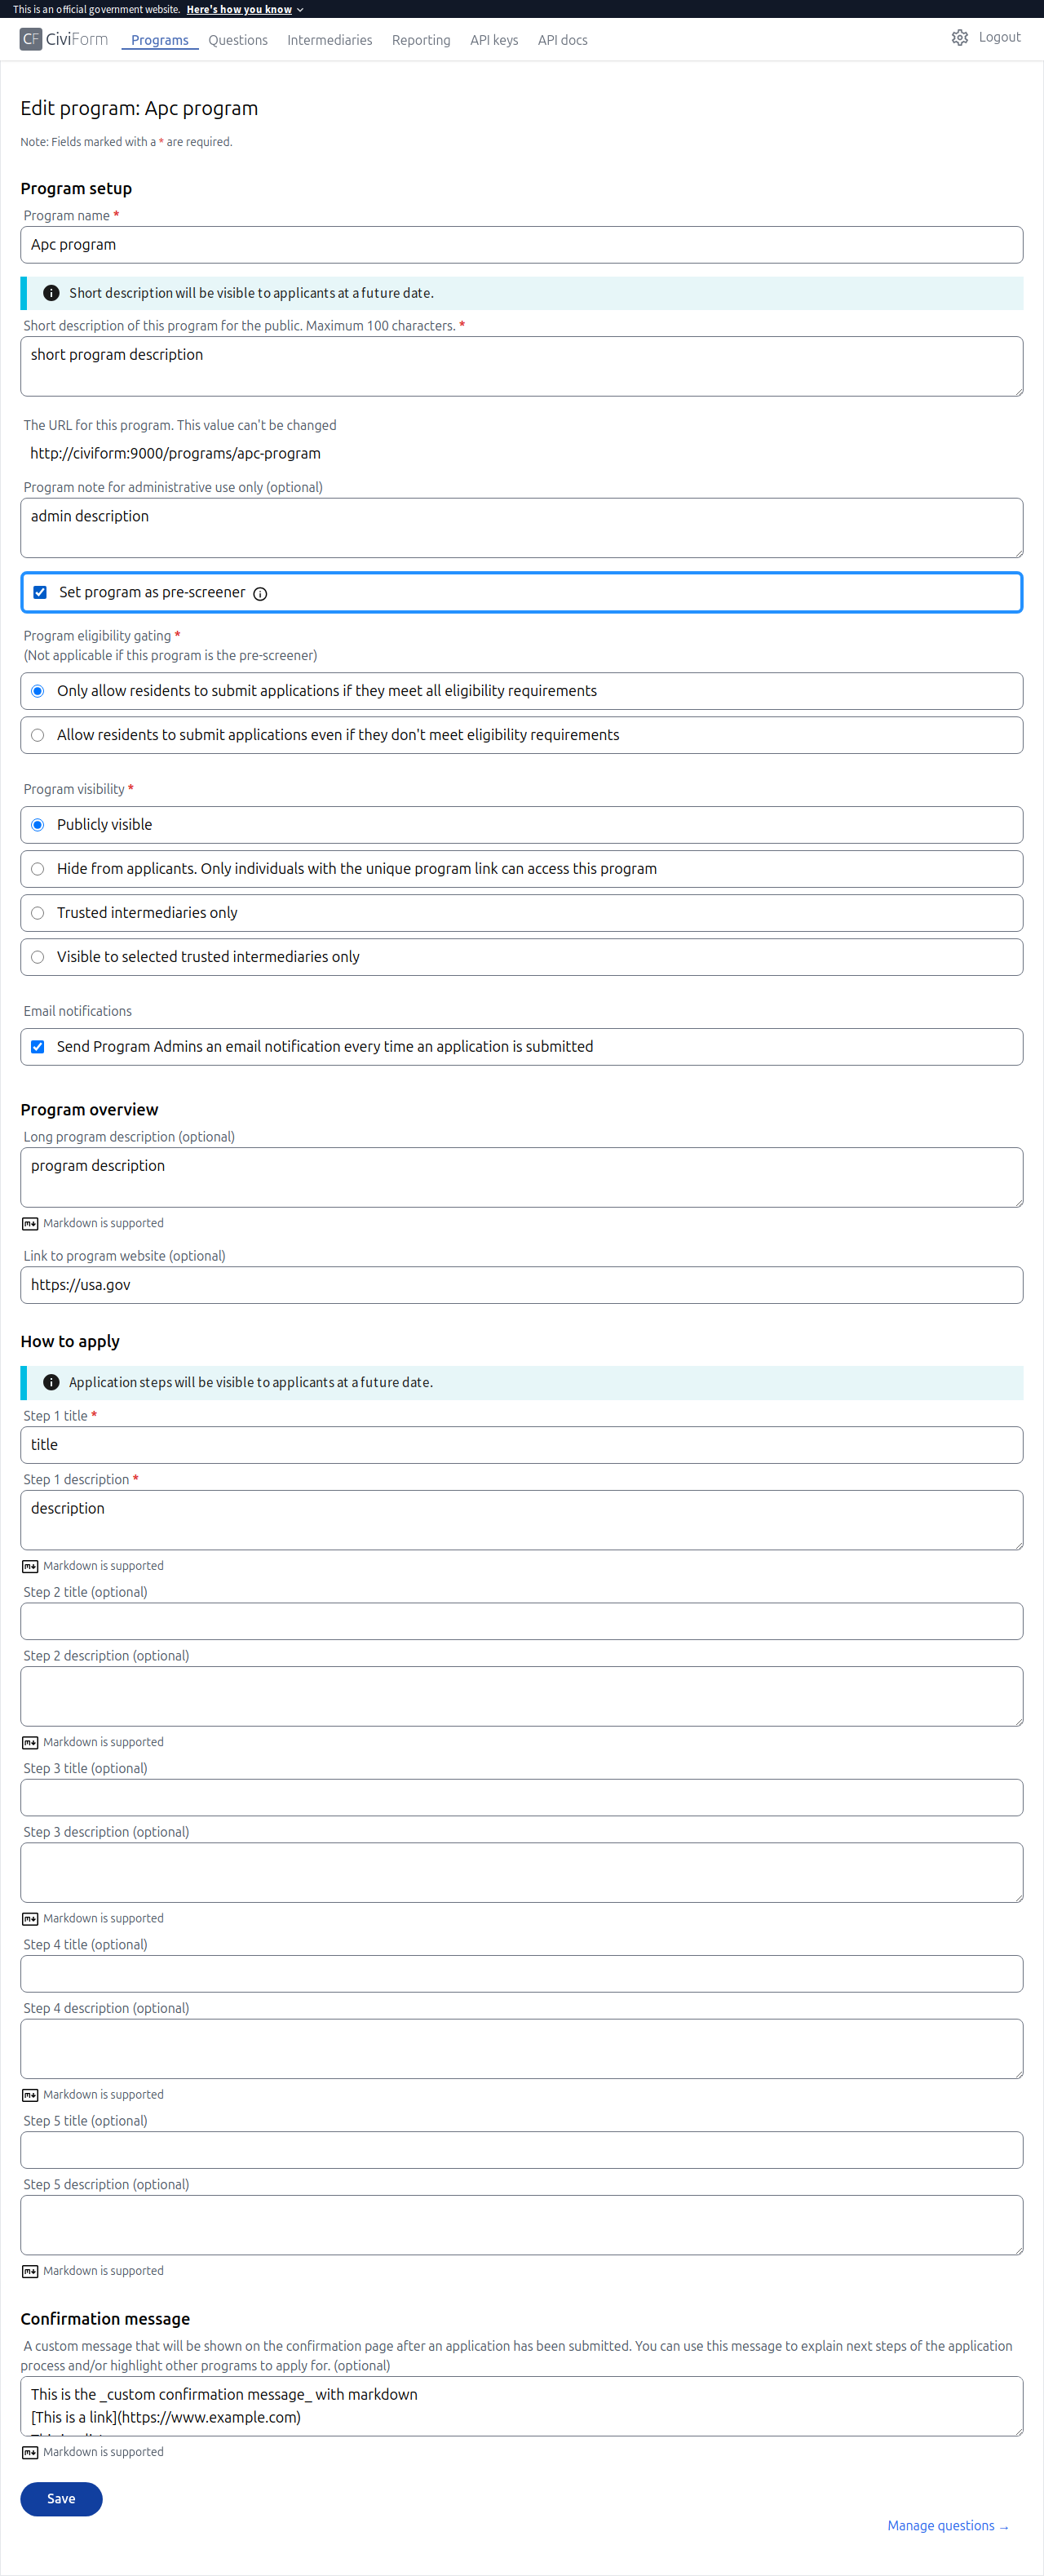 This is an official government website. Here's how you know
CF CiviForm Programs Questions Intermediaries Reporting API keys API docs Logout
Edit program: Apc program
Note: Fields marked with a * are required.
Program setup
Program name *
Apc program
Short description will be visible to applicants at a future date.
Short description of this program for the public. Maximum 100 characters. *
short program description
The URL for this program. This value can't be changed
http://civiform:9000/programs/apc-program
Program note for administrative use only (optional)
admin description
Set program as pre-screener
Program eligibility gating *
(Not applicable if this program is the pre-screener)
Only allow residents to submit applications if they meet all eligibility requirements
Allow residents to submit applications even if they don't meet eligibility requirements
Program visibility *
Publicly visible
Hide from applicants. Only individuals with the unique program link can access this program
Trusted intermediaries only
Visible to selected trusted intermediaries only
Email notifications
Send Program Admins an email notification every time an application is submitted
Program overview
Long program description (optional)
program description
Markdown is supported
Link to program website (optional)
https://usa.gov
How to apply
Application steps will be visible to applicants at a future date.
Step 1 title *
title
Step 1 description *
description
Markdown is supported
Step 2 title (optional)
Step 2 description (optional)
Markdown is supported
Step 3 title (optional)
Step 3 description (optional)
Markdown is supported
Step 4 title (optional)
Step 4 description (optional)
Markdown is supported
Step 5 title (optional)
Step 5 description (optional)
Markdown is supported
Confirmation message
A custom message that will be shown on the confirmation page after an application has been submitted. You can use this message to explain next steps of the application
process and/or highlight other programs to apply for. (optional)
This is the _custom confirmation message_ with markdown
[This is a link](https://www.example.com)
Markdown is supported
Save
Manage questions →